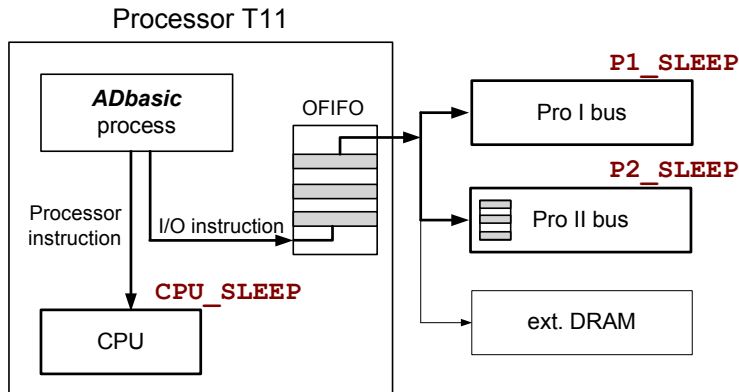 Processor T11
ADbasic
process
OFIFO
P1_SLEEP
Pro I bus
P2_SLEEP
Pro II bus
Processor
instruction
I/O instruction
CPU_SLEEP
CPU
ext. DRAM